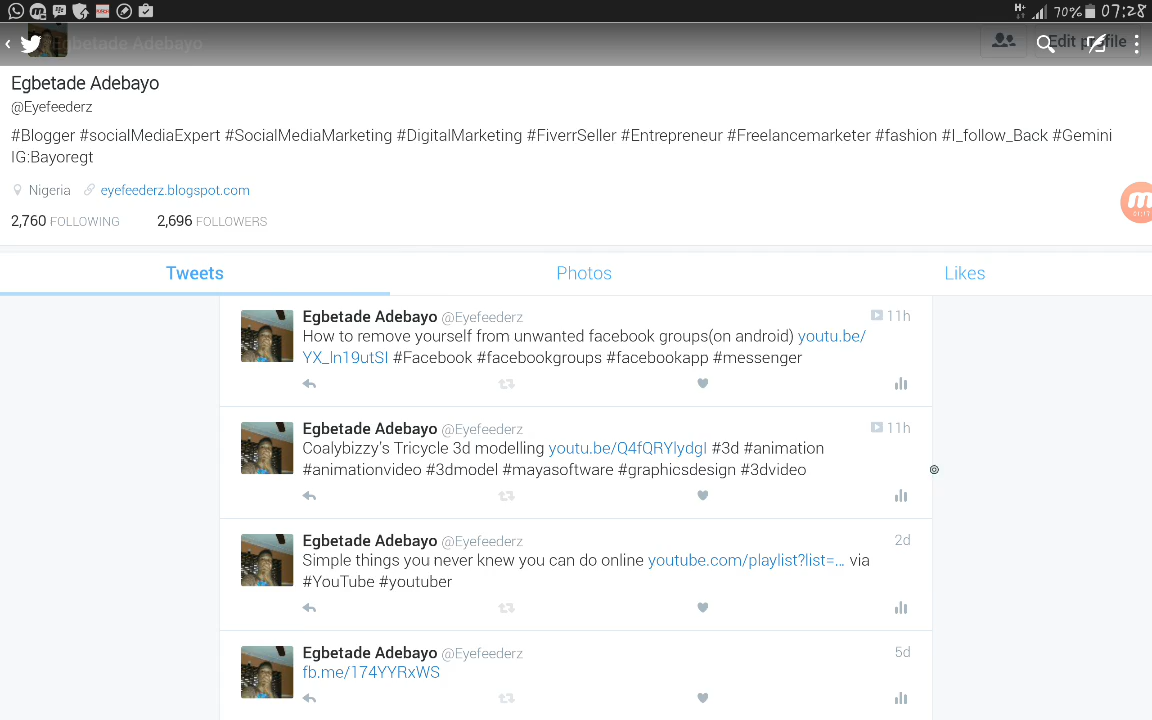 H+ 70% 07:28
Egbetade Adebayo Edit profile
Egbetade Adebayo
@Eyefeederz
#Blogger #socialMediaExpert #SocialMediaMarketing #DigitalMarketing #FiverrSeller #Entrepreneur #Freelancemarketer #fashion #I_follow_Back #Gemini
IG:Bayoregt
Nigeria eyefeederz.blogspot.com
2,760 FOLLOWING 2,696 FOLLOWERS
Tweets Photos Likes
Egbetade Adebayo @Eyefeederz 11h
How to remove yourself from unwanted facebook groups(on android) youtu.be/
YX_ln19utSI #Facebook #facebookgroups #facebookapp #messenger
Egbetade Adebayo @Eyefeederz 11h
Coalybizzy's Tricycle 3d modelling youtu.be/Q4fQRYlydgI #3d #animation
#animationvideo #3dmodel #mayasoftware #graphicsdesign #3dvideo
Egbetade Adebayo @Eyefeederz 2d
Simple things you never knew you can do online youtube.com/playlist?list=… via
#YouTube #youtuber
Egbetade Adebayo @Eyefeederz 5d
fb.me/174YYRxWS